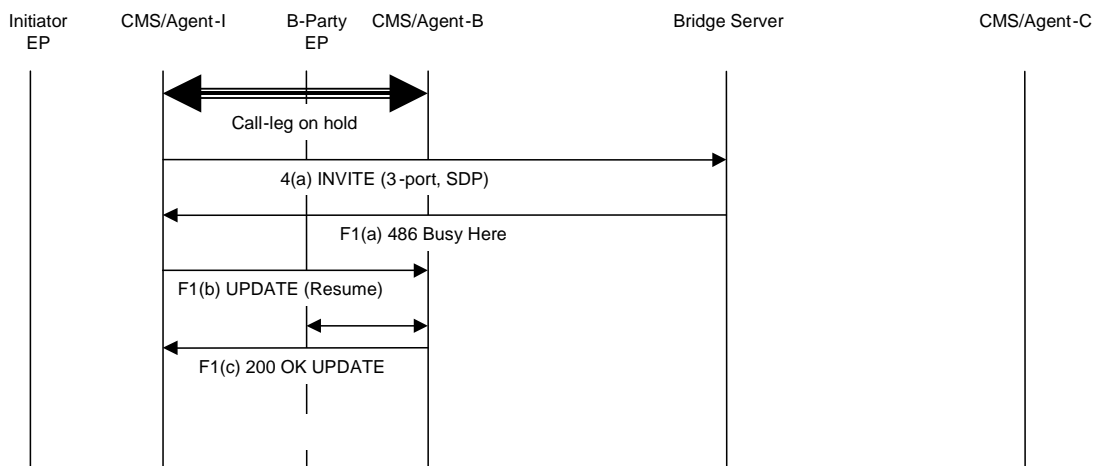 Initiator EP
CMS/Agent-I
B-Party EP
CMS/Agent-B
Bridge Server
CMS/Agent-C
Call-leg on hold
4(a) INVITE (3-port, SDP)
F1(a) 486 Busy Here
F1(b) UPDATE (Resume)
F1(c) 200 OK UPDATE